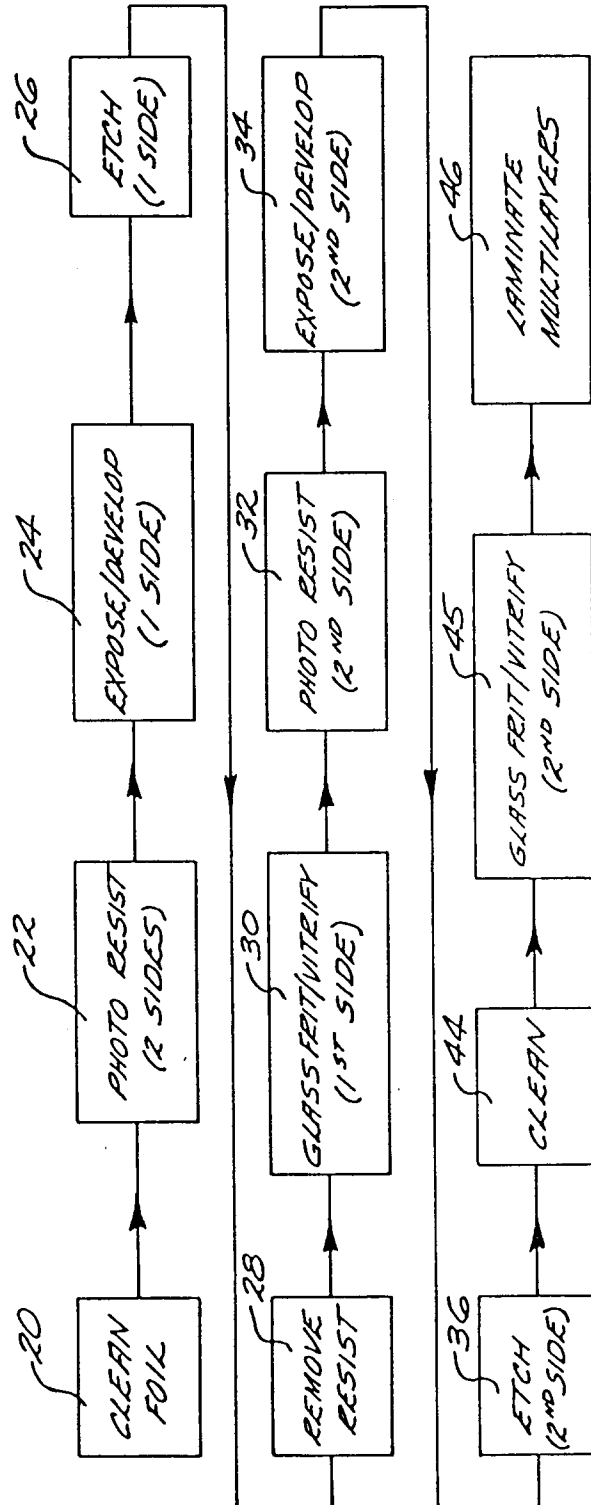 20
CLEAN
FOIL
22
PHOTO RESIST
(2 SIDES)
24
EXPOSE/DEVELOP
(1 SIDE)
26
ETCH
(1 SIDE)
28
REMOVE
RESIST
30
GLASS FRIT/VITRIFY
(1ST SIDE)
32
PHOTO RESIST
(2ND SIDE)
34
EXPOSE/DEVELOP
(2ND SIDE)
36
ETCH
(2ND SIDE)
44
CLEAN
45
GLASS FRIT/VITRIFY
(2ND SIDE)
46
LAMINATE
MULTILAYERS